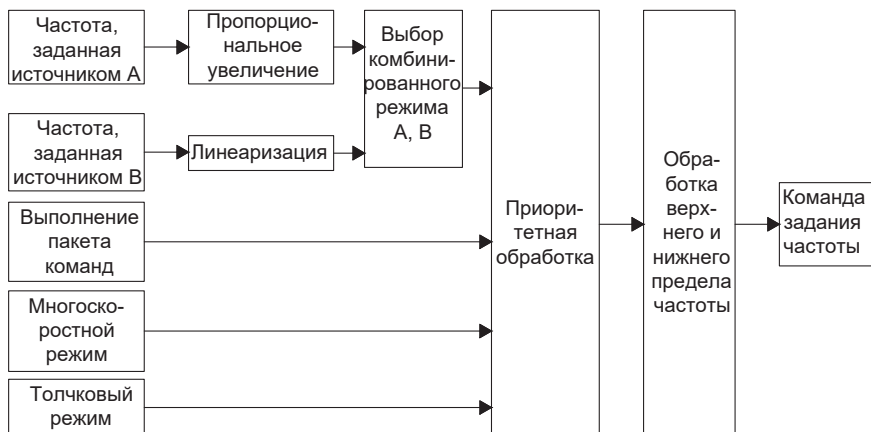 Частота,
заданная
источником A
Пропорцио-
нальное
увеличение
Выбор
комбини-
рованного
режима
A, B
Частота,
заданная
источником B
Линеаризация
Выполнение
пакета
команд
Многоско-
ростной
режим
Толчковый
режим
Приори-
тетная
обработка
Обра-
ботка
верх-
него и
нижнего
предела
частоты
Команда
задания
частоты